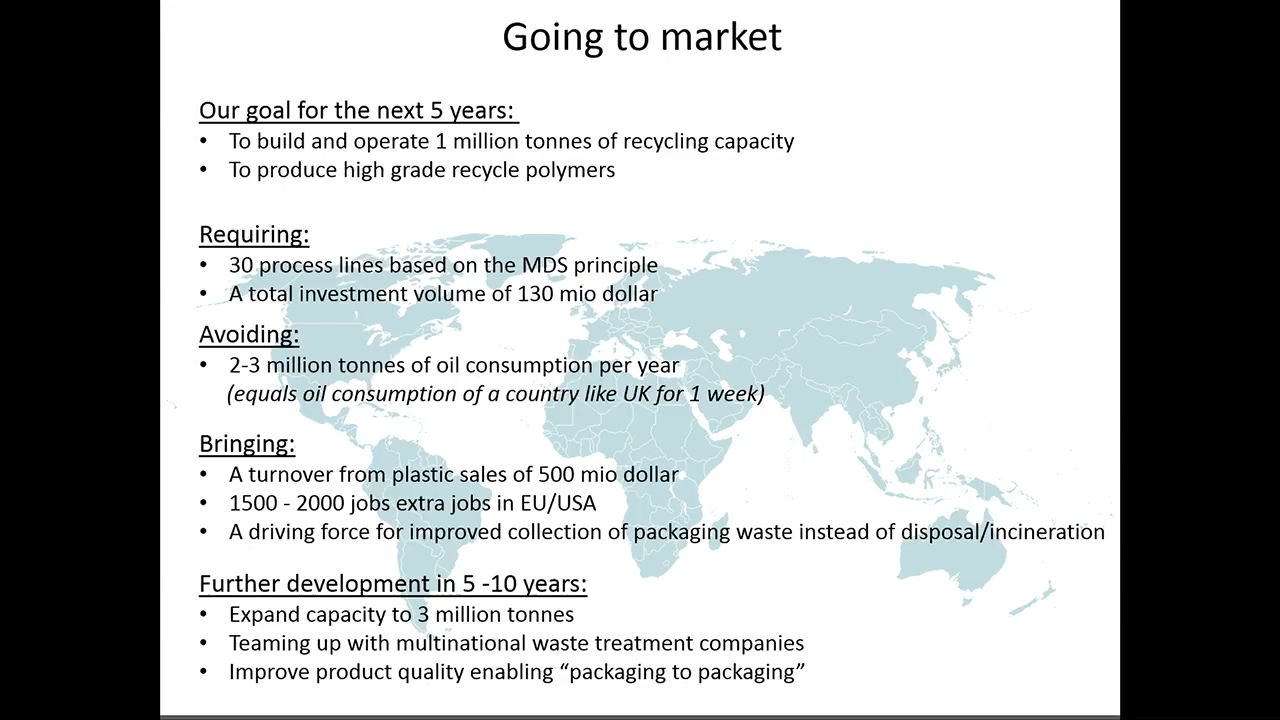 Going to market
Our goal for the next 5 years:
• To build and operate 1 million tonnes of recycling capacity
• To produce high grade recycle polymers
Requiring:
• 30 process lines based on the MDS principle
• A total investment volume of 130 mio dollar
Avoiding:
• 2-3 million tonnes of oil consumption per year
(equals oil consumption of a country like UK for 1 week)
Bringing:
• A turnover from plastic sales of 500 mio dollar
• 1500 - 2000 jobs extra jobs in EU/USA
• A driving force for improved collection of packaging waste instead of disposal/incineration
Further development in 5 -10 years:
• Expand capacity to 3 million tonnes
• Teaming up with multinational waste treatment companies
• Improve product quality enabling “packaging to packaging”